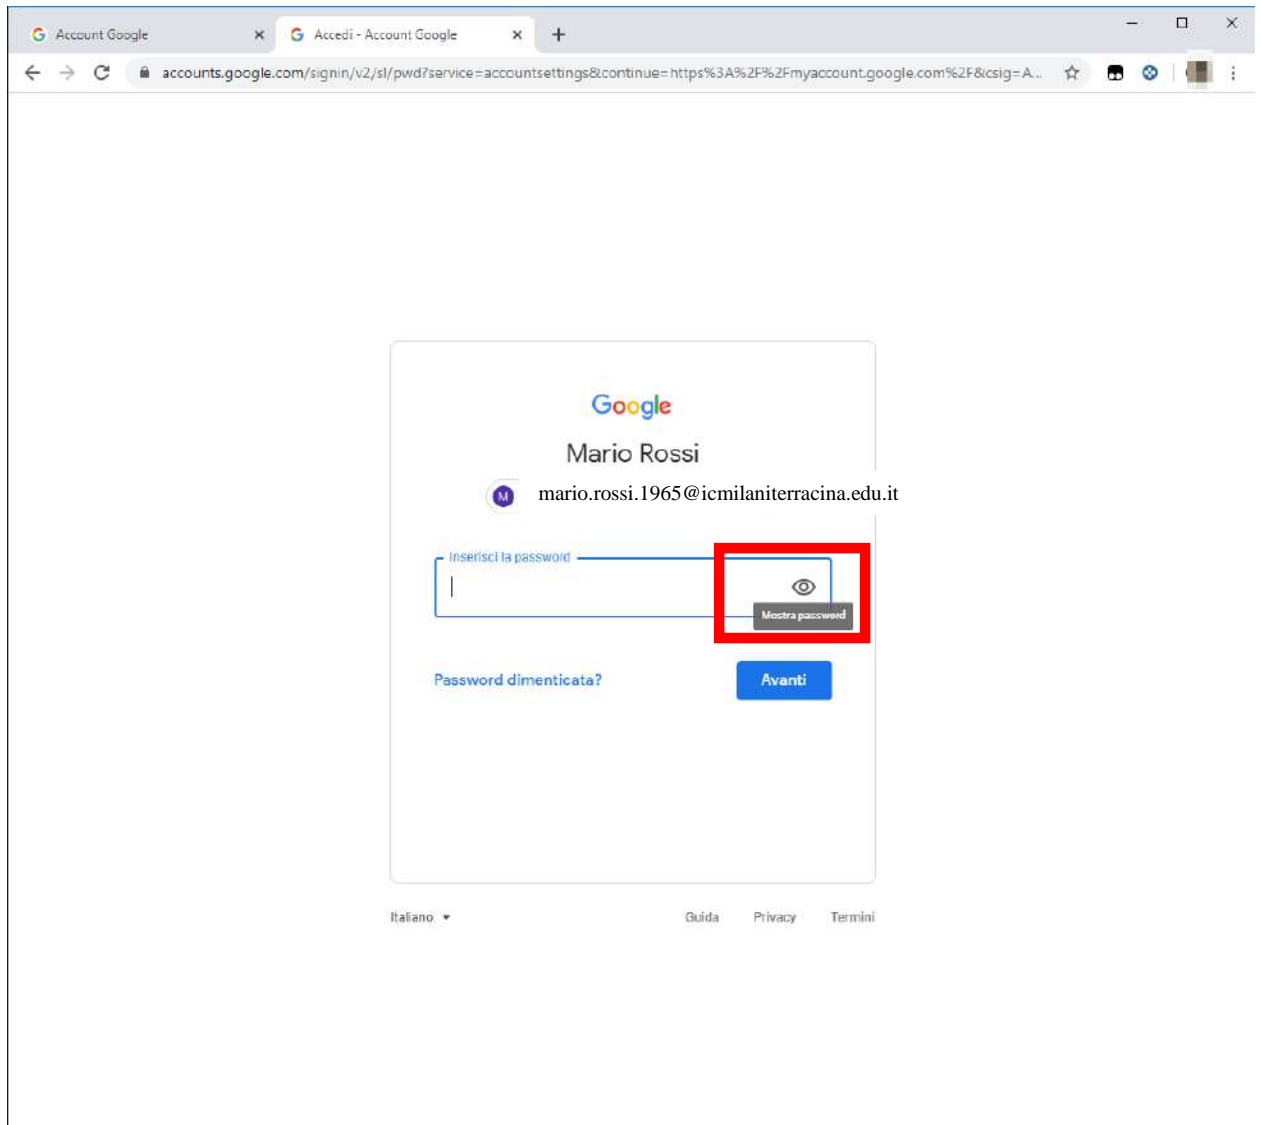 Account Google
Accedi - Account Google
accounts.google.com/signin/v2/sl/pwd?service=accountsettings&continue=https%3A%2F%2Fmyaccount.google.com%2F&csig=A...
Google
Mario Rossi
M
mario.rossi.1965@icmilaniterracina.edu.it
Inserisci la password
Mostra password
Password dimenticata?
Avanti
Italiano
Guida Privacy Termini